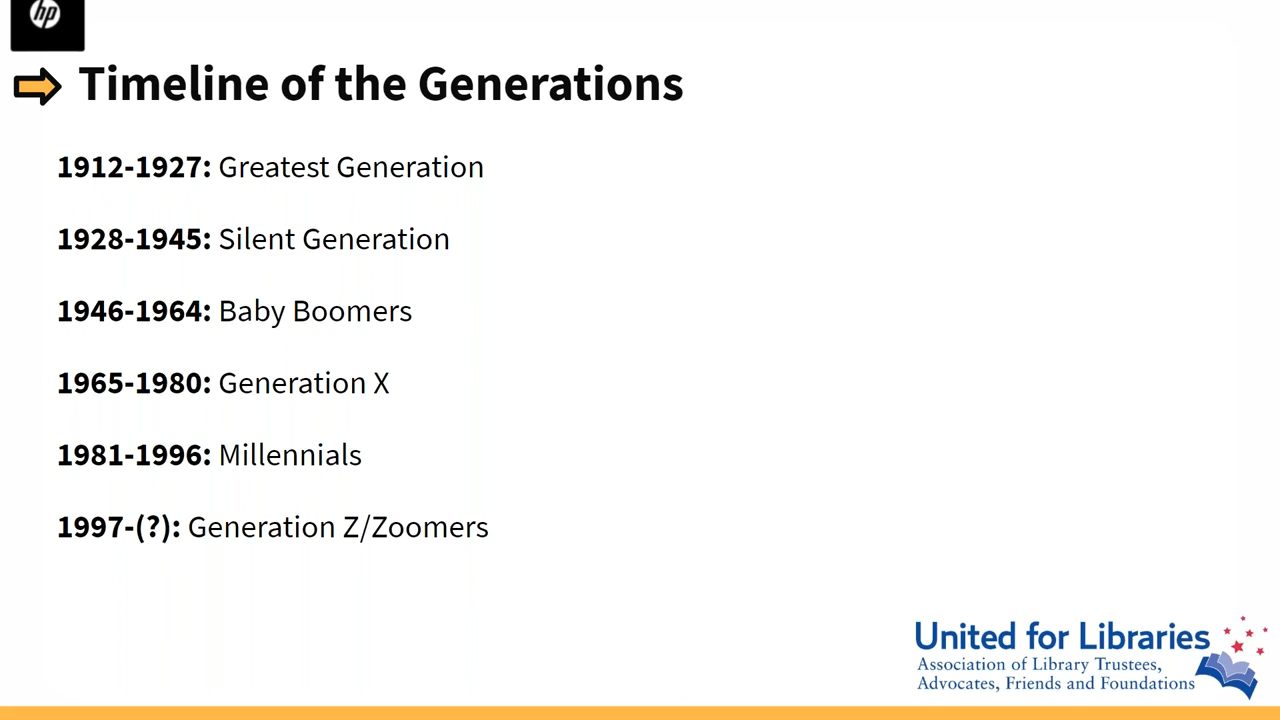 hp
Timeline of the Generations
1912-1927: Greatest Generation
1928-1945: Silent Generation
1946-1964: Baby Boomers
1965-1980: Generation X
1981-1996: Millennials
1997-(?): Generation Z/Zoomers
United for Libraries
Association of Library Trustees,
Advocates, Friends and Foundations